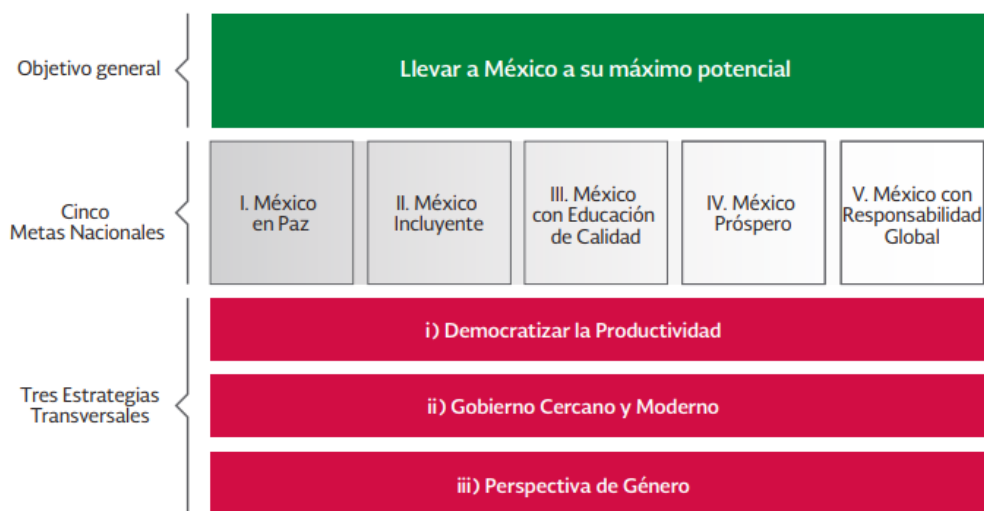 Objetivo general
Llevar a México a su máximo potencial
Cinco
Metas Nacionales
I. México
en Paz
II. México
Incluyente
III. México
con Educación
de Calidad
IV. México
Próspero
V. México con
Responsabilidad
Global
Tres Estrategias
Transversales
i) Democratizar la Productividad
ii) Gobierno Cercano y Moderno
iii) Perspectiva de Género